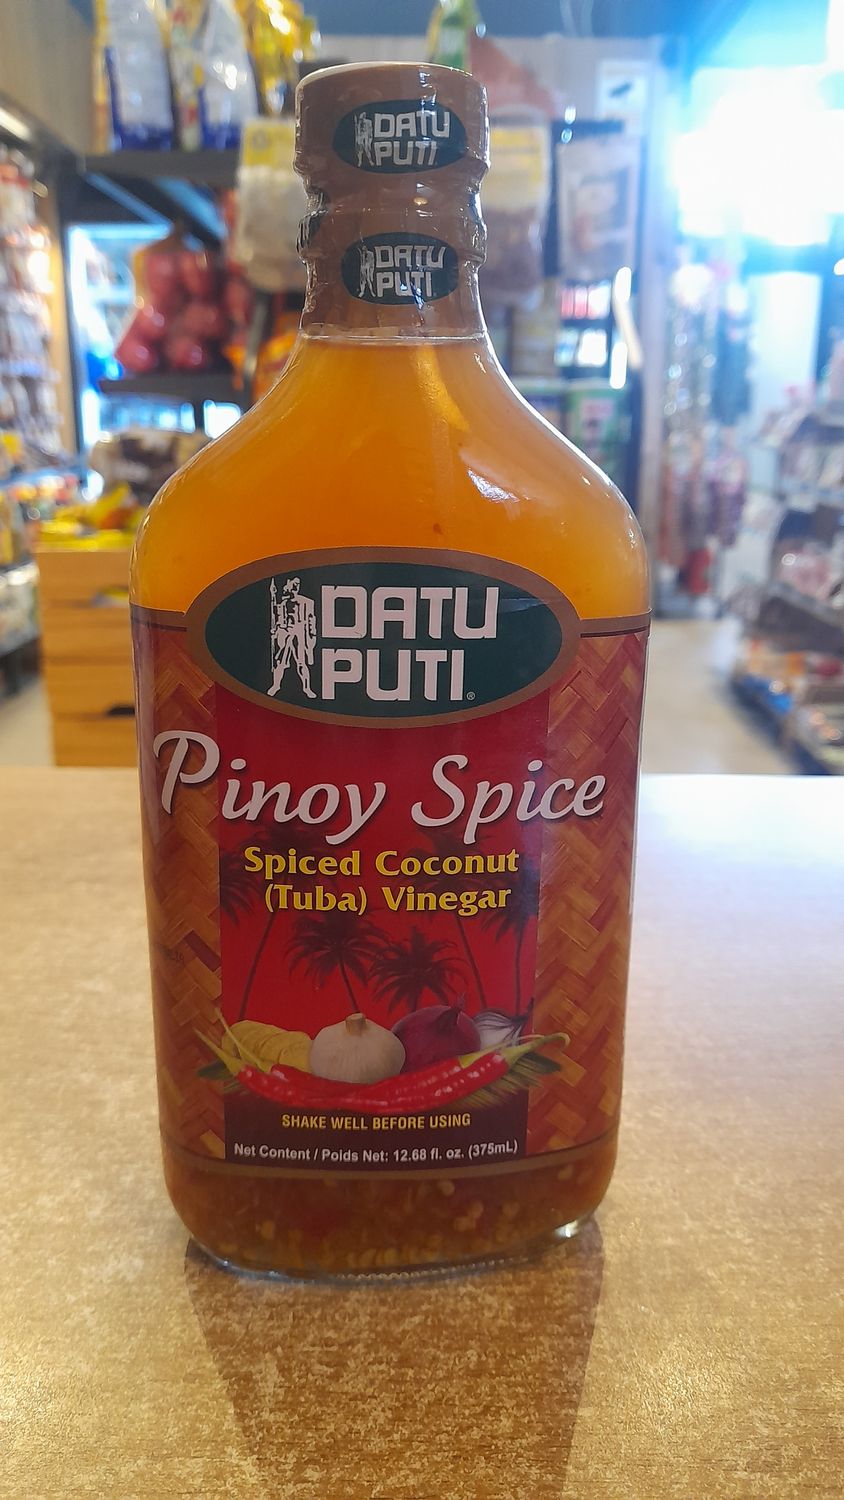 DATU
PUTI
DATU
PUTI
DATU
PUTI®
Pinoy Spice
Spiced Coconut
(Tuba) Vinegar
SHAKE WELL BEFORE USING
Net Content / Poids Net: 12.68 fl. oz. (375mL)